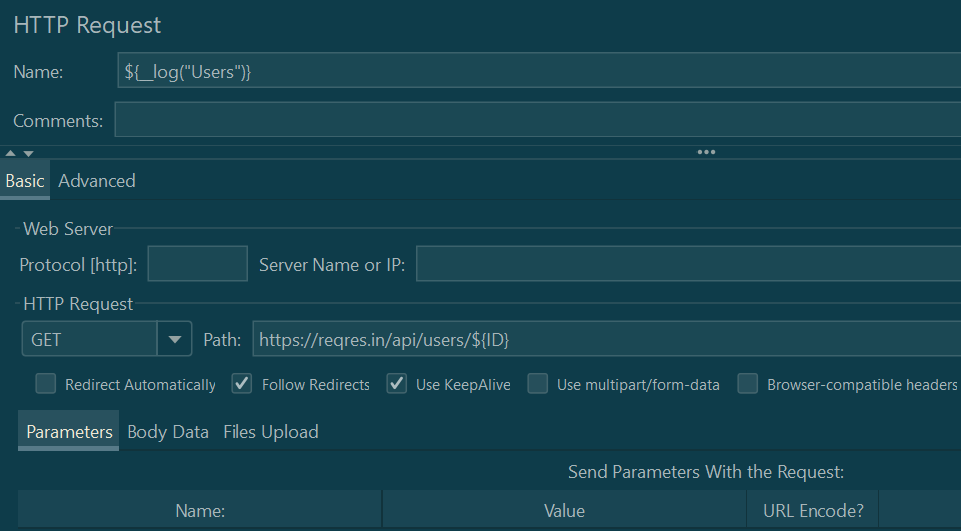 HTTP Request
Name: ${__log("Users")}
Comments:
Basic Advanced
Web Server
Protocol [http]: Server Name or IP:
HTTP Request
GET Path: https://reqres.in/api/users/${ID}
Redirect Automatically Follow Redirects Use KeepAlive Use multipart/form-data Browser-compatible headers
Parameters Body Data Files Upload
Send Parameters With the Request:
Name: Value URL Encode?